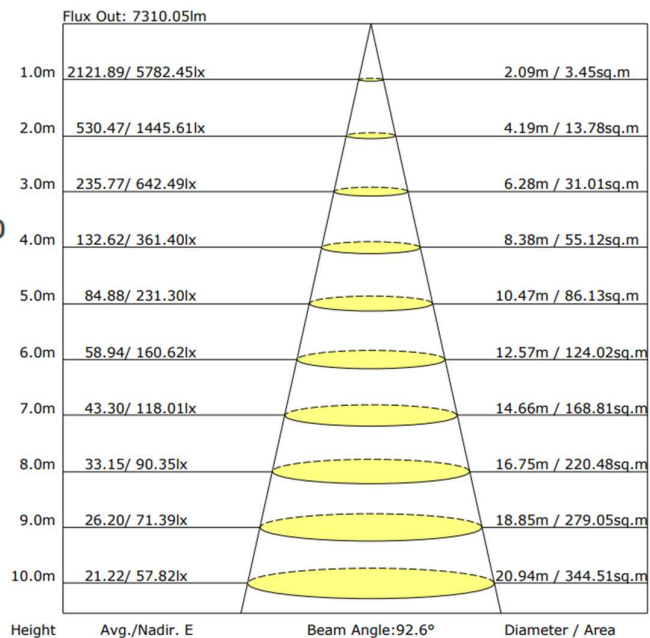 Flux Out: 7310.05lm
1.0m 2121.89/ 5782.45lx 2.09m / 3.45sq.m
2.0m 530.47/ 1445.61lx 4.19m / 13.78sq.m
3.0m 235.77/ 642.49lx 6.28m / 31.01sq.m
4.0m 132.62/ 361.40lx 8.38m / 55.12sq.m
5.0m 84.88/ 231.30lx 10.47m / 86.13sq.m
6.0m 58.94/ 160.62lx 12.57m / 124.02sq.m
7.0m 43.30/ 118.01lx 14.66m / 168.81sq.m
8.0m 33.15/ 90.35lx 16.75m / 220.48sq.m
9.0m 26.20/ 71.39lx 18.85m / 279.05sq.m
10.0m 21.22/ 57.82lx 20.94m / 344.51sq.m
Height Avg./Nadir. E Beam Angle:92.6º Diameter / Area